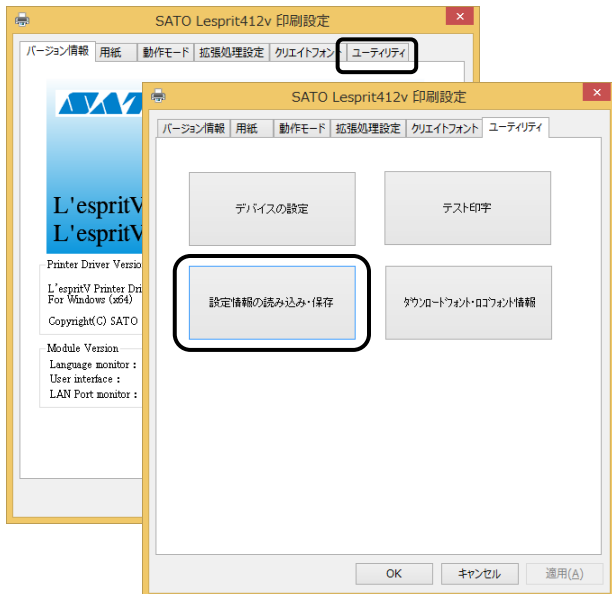 SATO Lesprit412v 印刷設定
バージョン情報 用紙 動作モード 拡張処理設定 クリエイトフォント ユーティリティ
L'espritV
L'espritV
Printer Driver Versio
L'espritV Printer Dri
For Windows (x64)
Copyright(C) SATO
Module Version
Language monitor :
User interface :
LAN Port monitor :
SATO Lesprit412v 印刷設定
バージョン情報 用紙 動作モード 拡張処理設定 クリエイトフォント ユーティリティ
デバイスの設定
テスト印字
設定情報の読み込み・保存
ダウンロードフォント・ロゴフォント情報
OK キャンセル 適用(A)